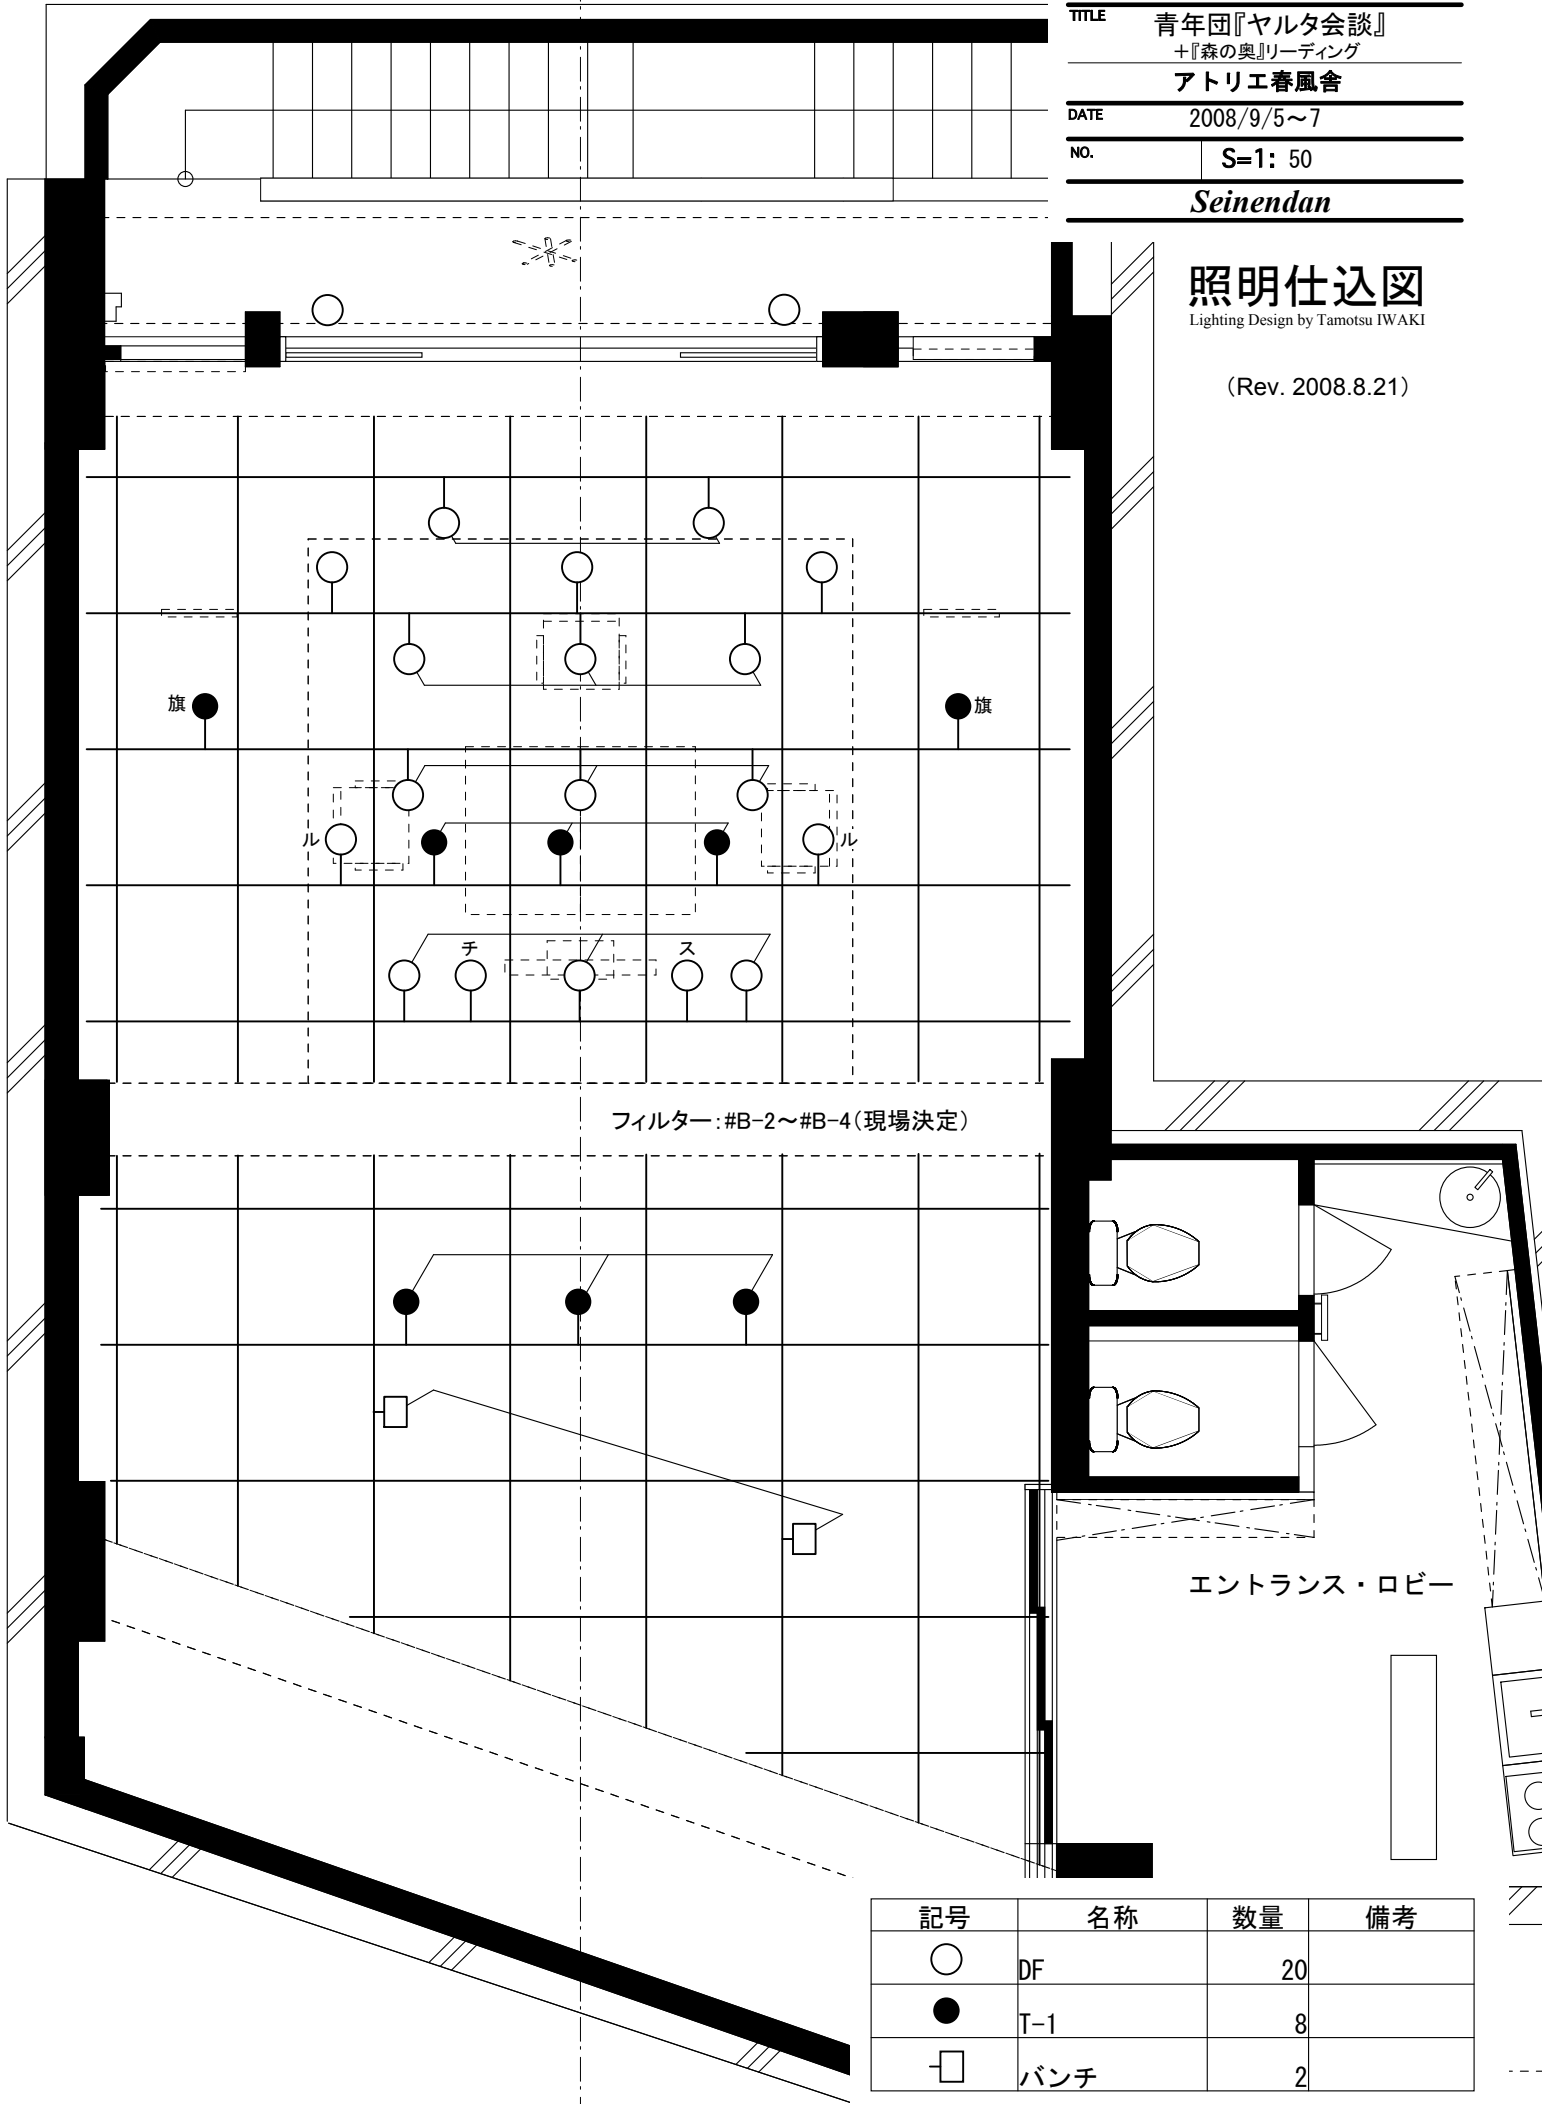 TITLE
青年団『ヤルタ会談』
+『森の奥』リーディング
アトリエ春風舎
DATE 2008/9/5～7
NO. S=1: 50
Seinendan
照明仕込図
Lighting Design by Tamotsu IWAKI
(Rev. 2008.8.21)
旗 旗
ル ル
チ ス
フィルター:#B-2～#B-4(現場決定)
エントランス・ロビー
記号 名称 数量 備考
DF 20
T-1 8
バンチ 2